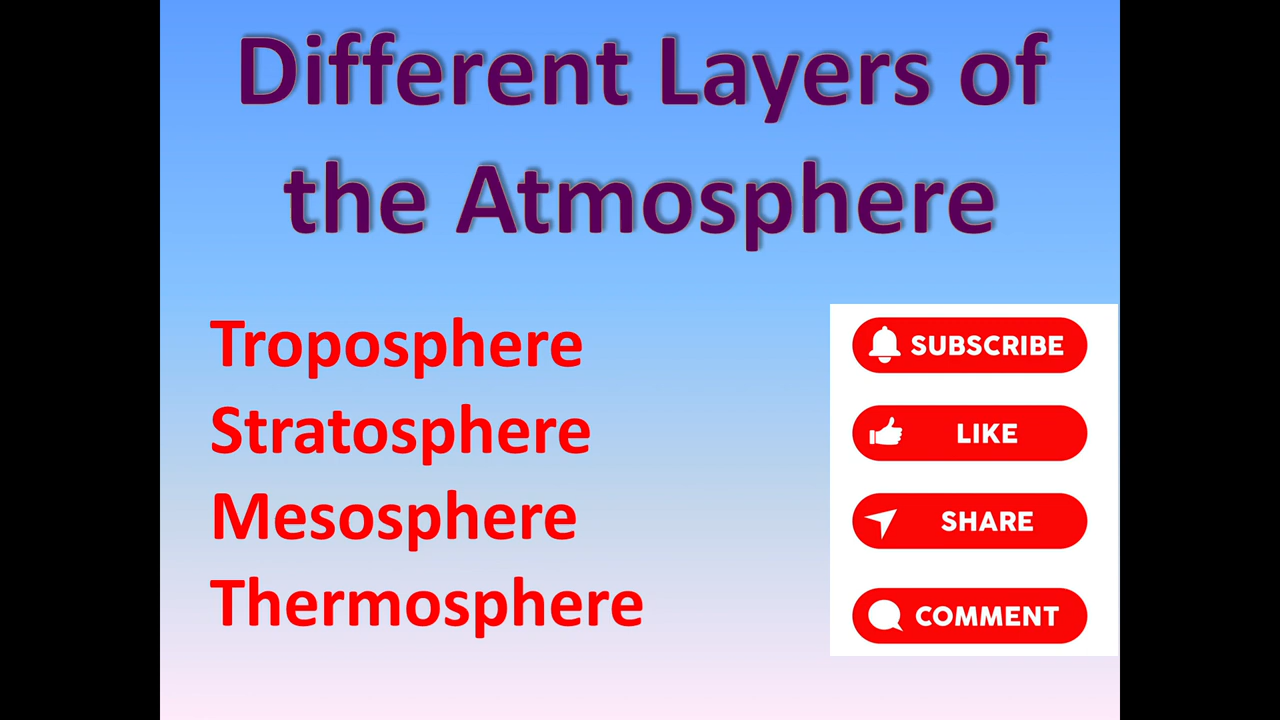 Different Layers of
the Atmosphere
Troposphere
Stratosphere
Mesosphere
Thermosphere
SUBSCRIBE
LIKE
SHARE
COMMENT